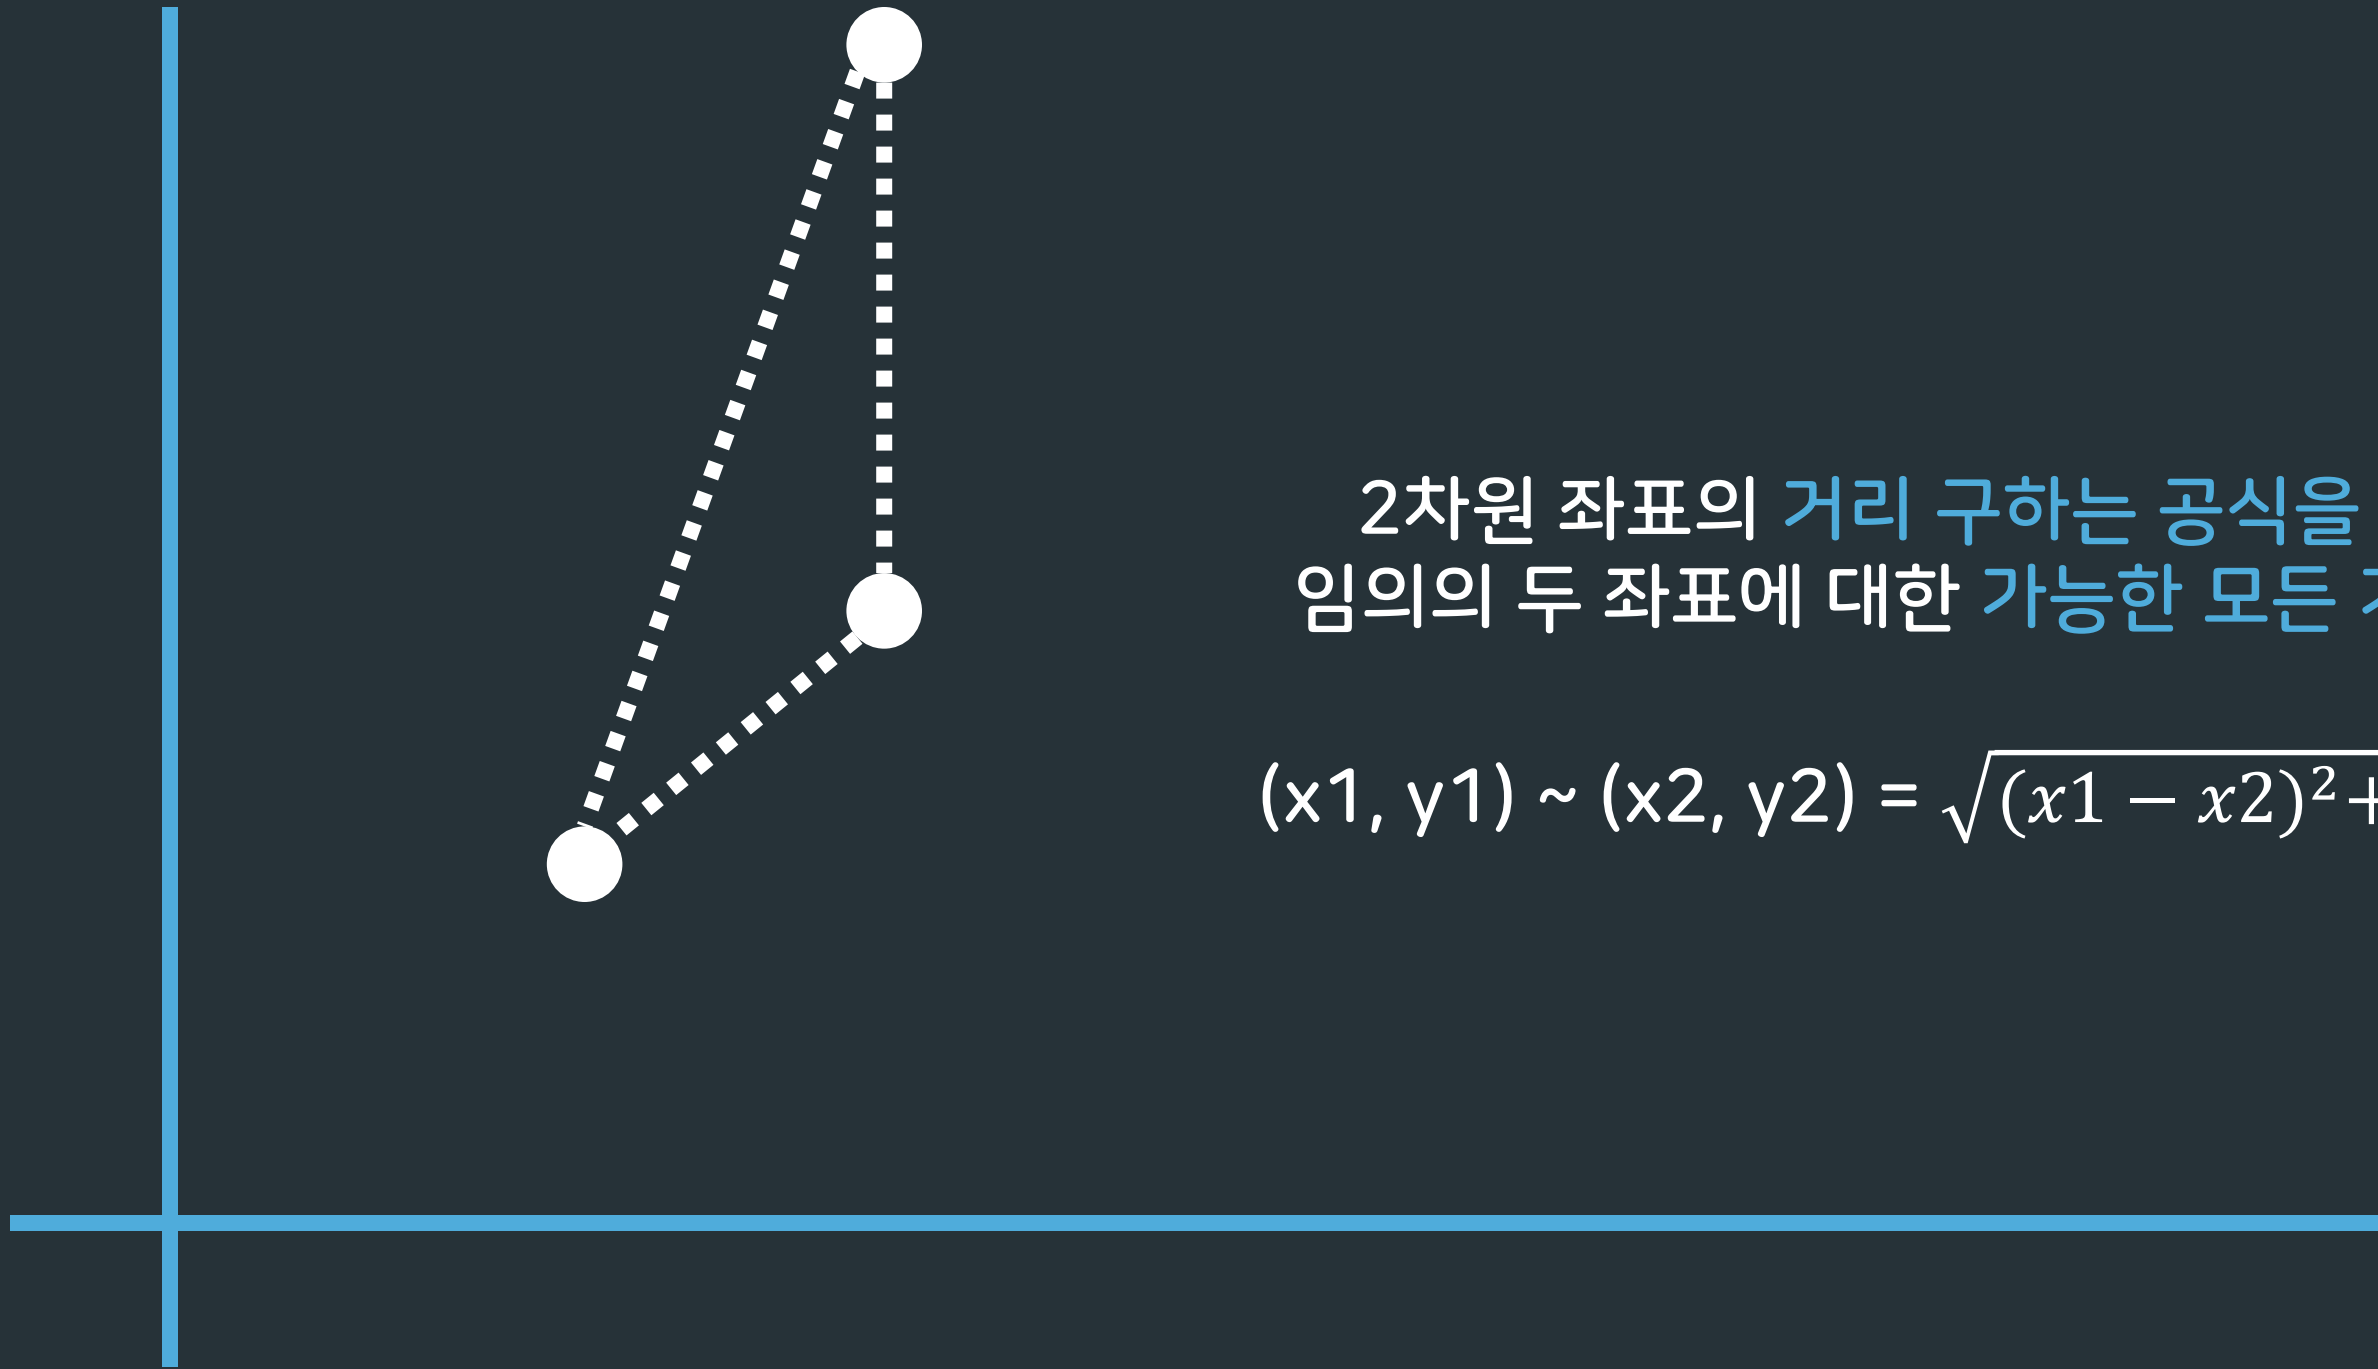 2차원 좌표의 거리 구하는 공식을
임의의 두 좌표에 대한 가능한 모든
(x1, y1) ~ (x2, y2) = √(x1 − x2)²+